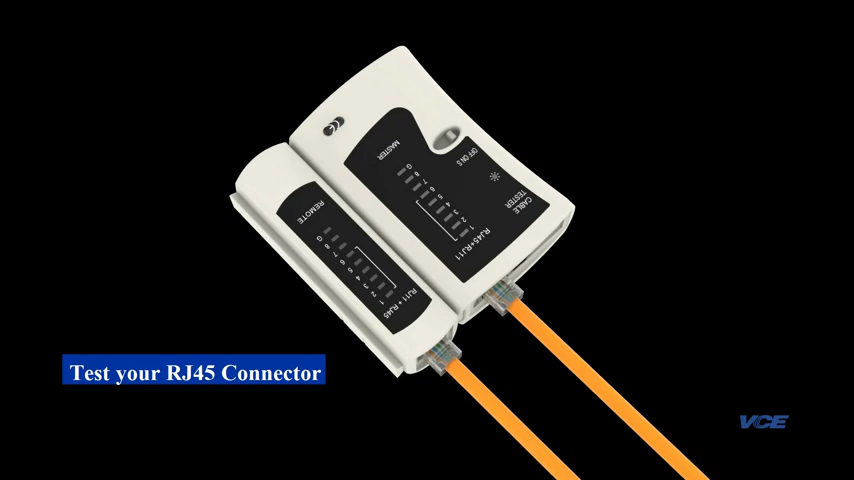 CE
MASTER
OFF ON S
G
8
7
6
5
4
3
2
1
CABLE
TESTER
RJ45+RJ11
REMOTE
G
8
7
6
5
4
3
2
1
RJ11 + RJ45
Test your RJ45 Connector
VCE